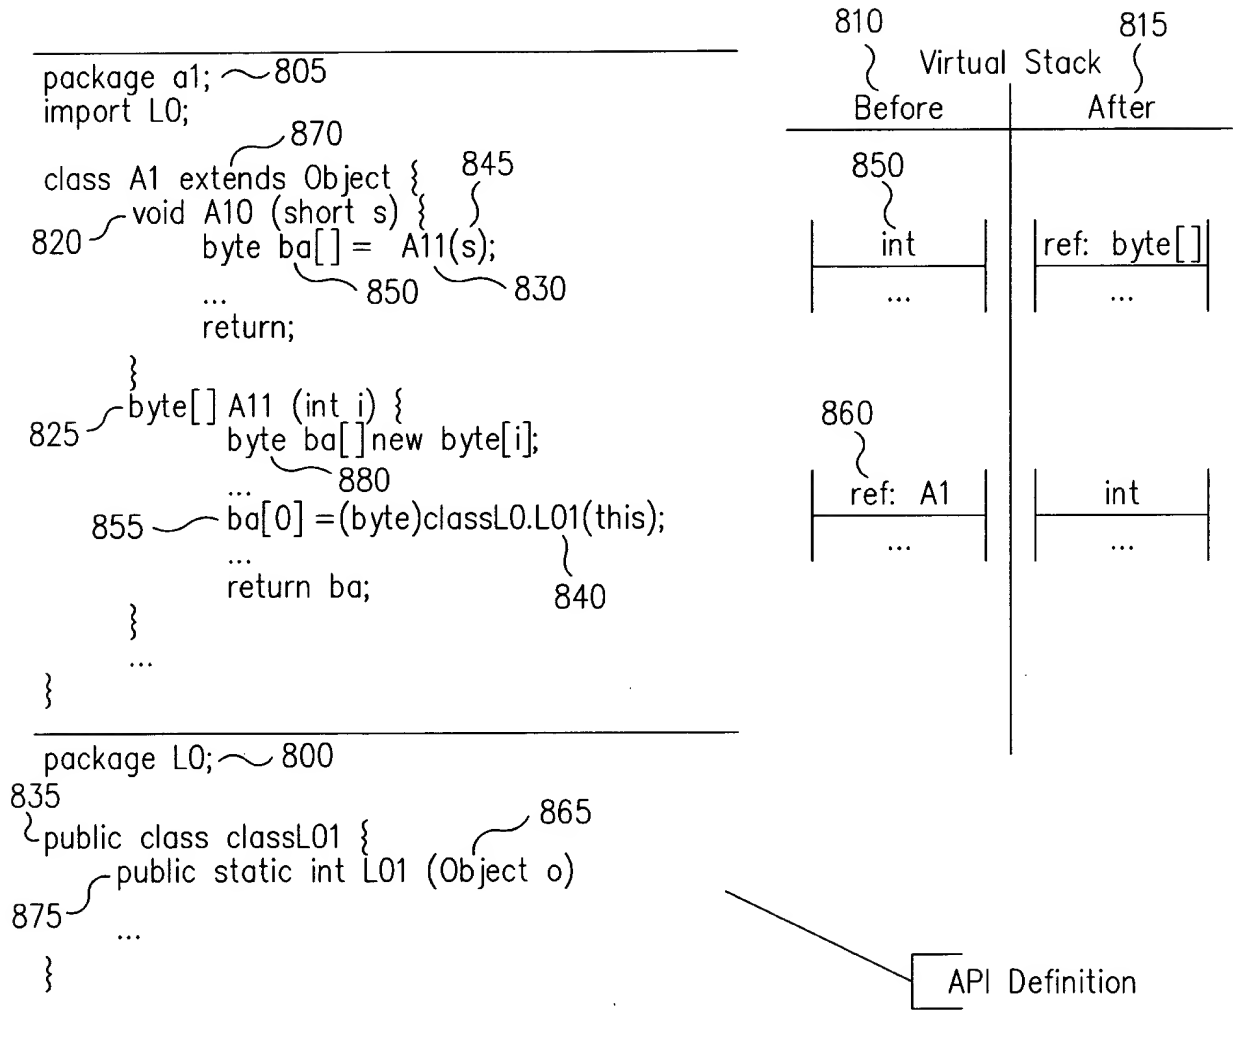 package a1; 805
import L0;
870
class A1 extends Object {
845
820 void A10 (short s) {
byte ba[] = A11(s);
850 830
...
return;
}
825 byte[] A11 (int i) {
byte ba[] new byte[i];
... 880
855 ba[0] =(byte)classL0.L01(this);
...
return ba; 840
}
...
}
package L0; 800
835
public class classL01 { 865
875 public static int L01 (Object o)
...
}
810 815
Virtual Stack
Before After
850
int ref: byte[]
... ...
860
ref: A1 int
... ...
API Definition